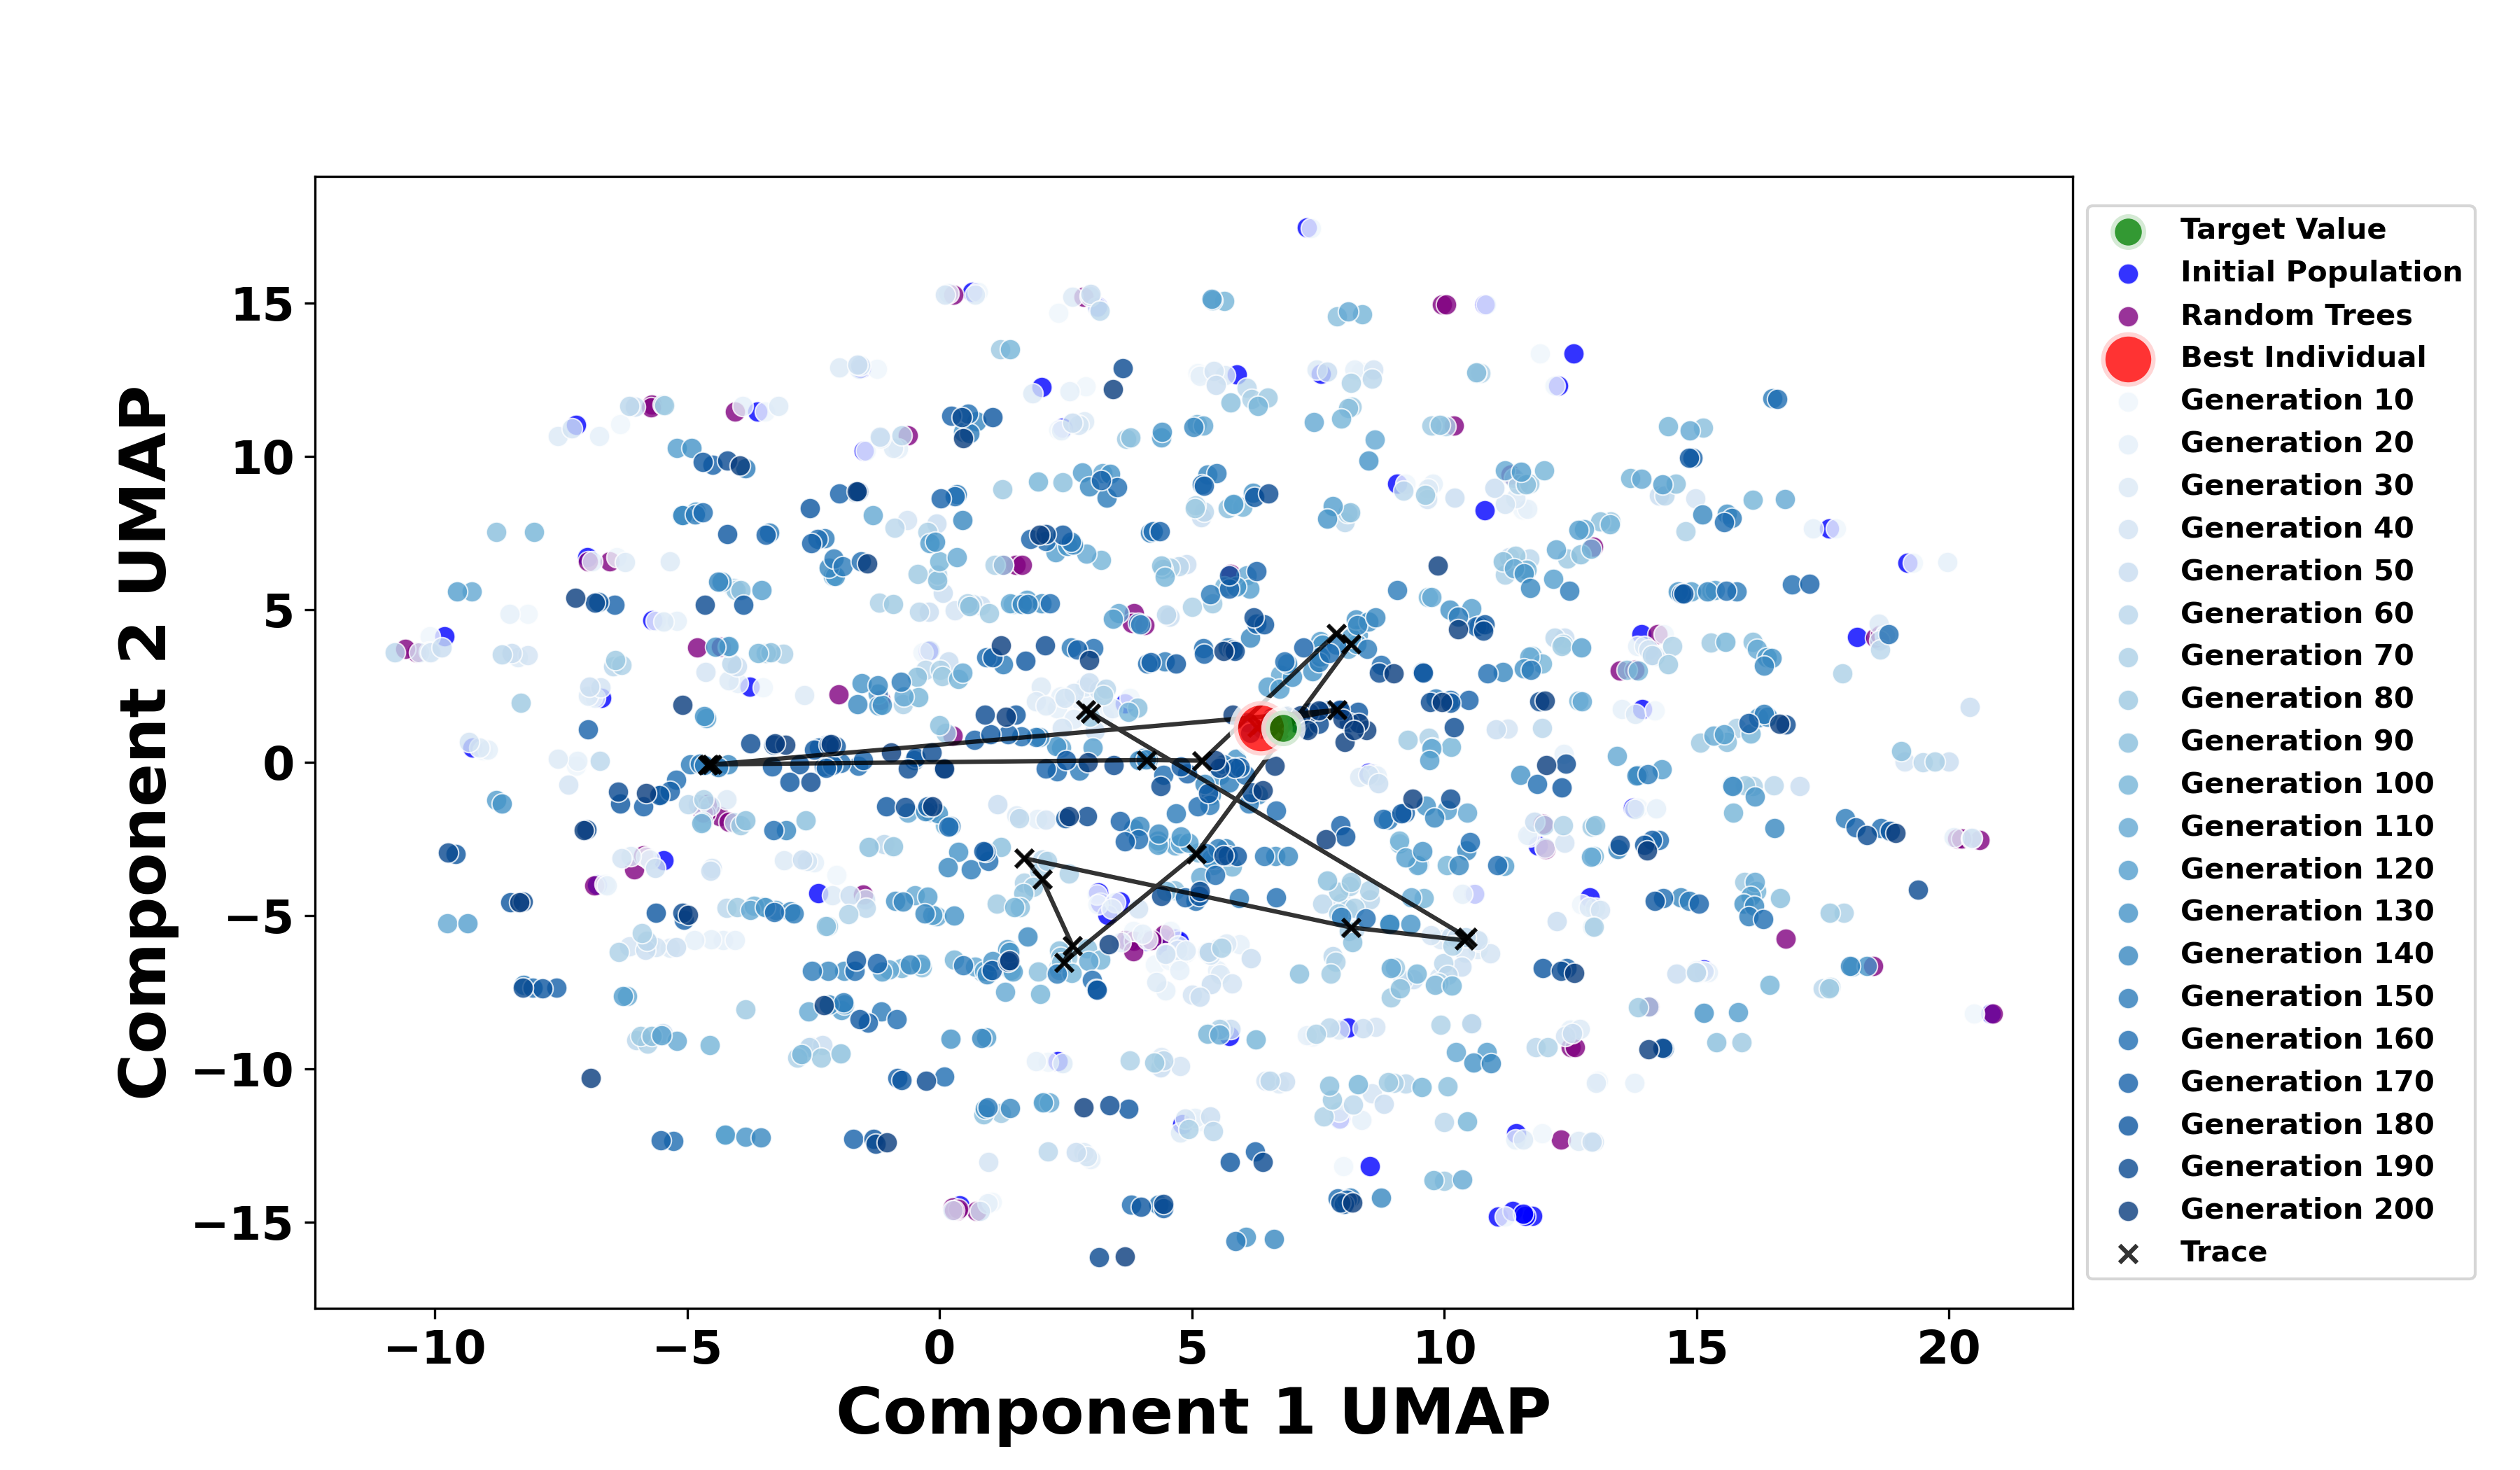 15
10
5
0
−5
−10
−15
−10
−5
0
5
10
15
20
Component 2 UMAP
Component 1 UMAP
Target Value
Initial Population
Random Trees
Best Individual
Generation 10
Generation 20
Generation 30
Generation 40
Generation 50
Generation 60
Generation 70
Generation 80
Generation 90
Generation 100
Generation 110
Generation 120
Generation 130
Generation 140
Generation 150
Generation 160
Generation 170
Generation 180
Generation 190
Generation 200
Trace